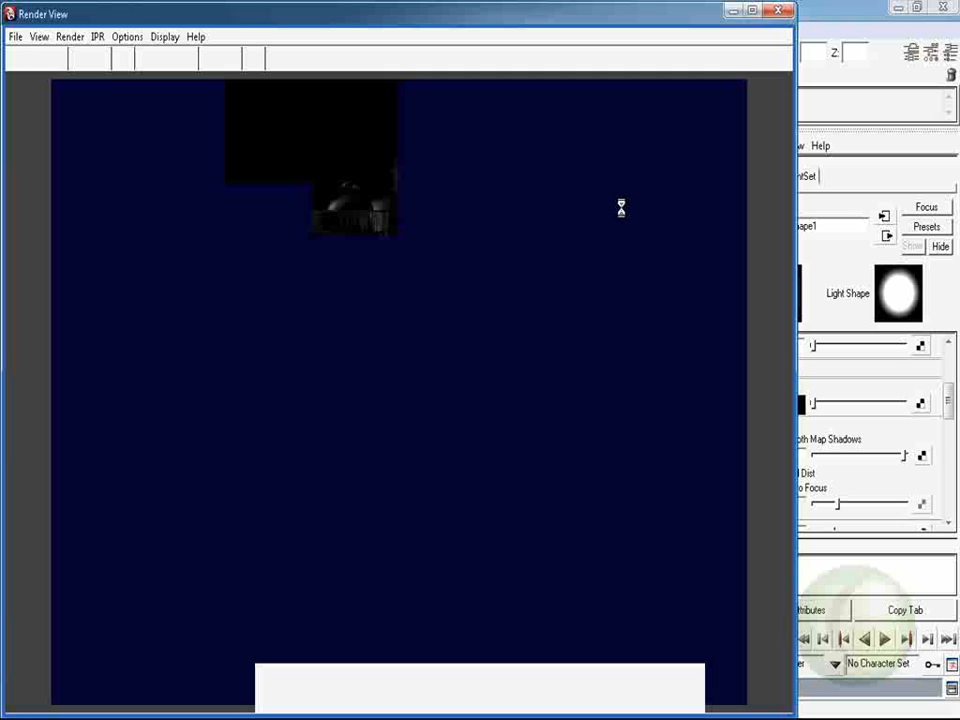 Render View
File View Render IPR Options Display Help
Z:
Help
Focus
Presets
Show Hide
Light Shape
Map Shadows
Dist
Focus
Copy Tab
No Character Set